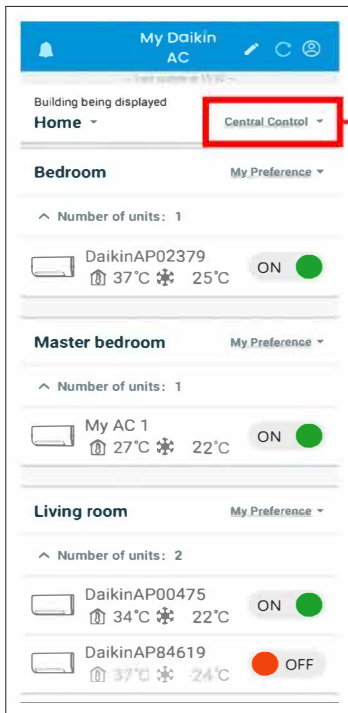 My Daikin
AC
Building being displayed
Home
Central Control
Bedroom
My Preference
Number of units: 1
DaikinAP02379
37°C 25°C
ON
Master bedroom
My Preference
Number of units: 1
My AC 1
27°C 22°C
ON
Living room
My Preference
Number of units: 2
DaikinAP00475
34°C 22°C
ON
DaikinAP84619
37°C 24°C
OFF